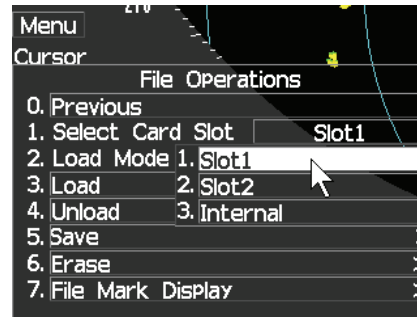 210
Menu
Cursor
File Operations
0. Previous
1. Select Card Slot Slot1
2. Load Mode 1. Slot1
3. Load 2. Slot2
4. Unload 3. Internal
5. Save
6. Erase
7. File Mark Display